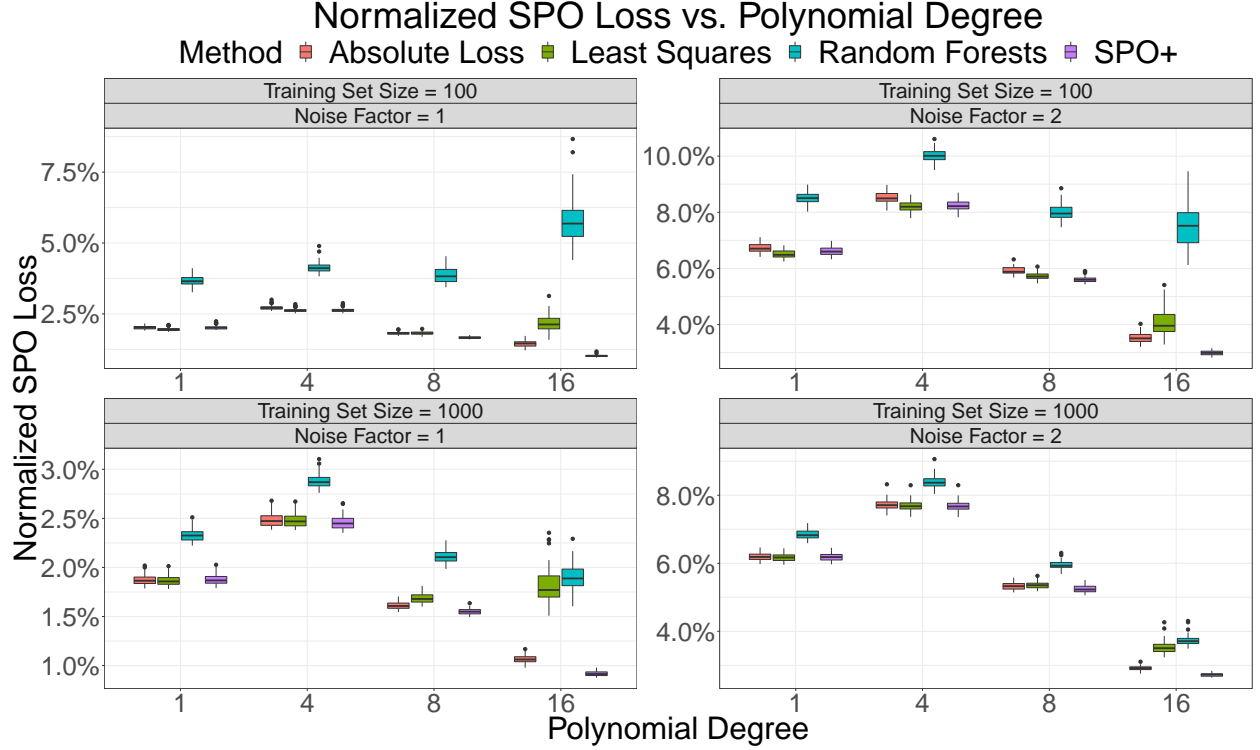 Normalized SPO Loss vs. Polynomial Degree
Method Absolute Loss Least Squares Random Forests SPO+
Normalized SPO Loss
Training Set Size = 100
Noise Factor = 1
7.5%
5.0%
2.5%
1 4 8 16
Training Set Size = 100
Noise Factor = 2
10.0%
8.0%
6.0%
4.0%
1 4 8 16
Training Set Size = 1000
Noise Factor = 1
3.0%
2.5%
2.0%
1.5%
1.0%
1 4 8 16
Training Set Size = 1000
Noise Factor = 2
8.0%
6.0%
4.0%
1 4 8 16
Polynomial Degree